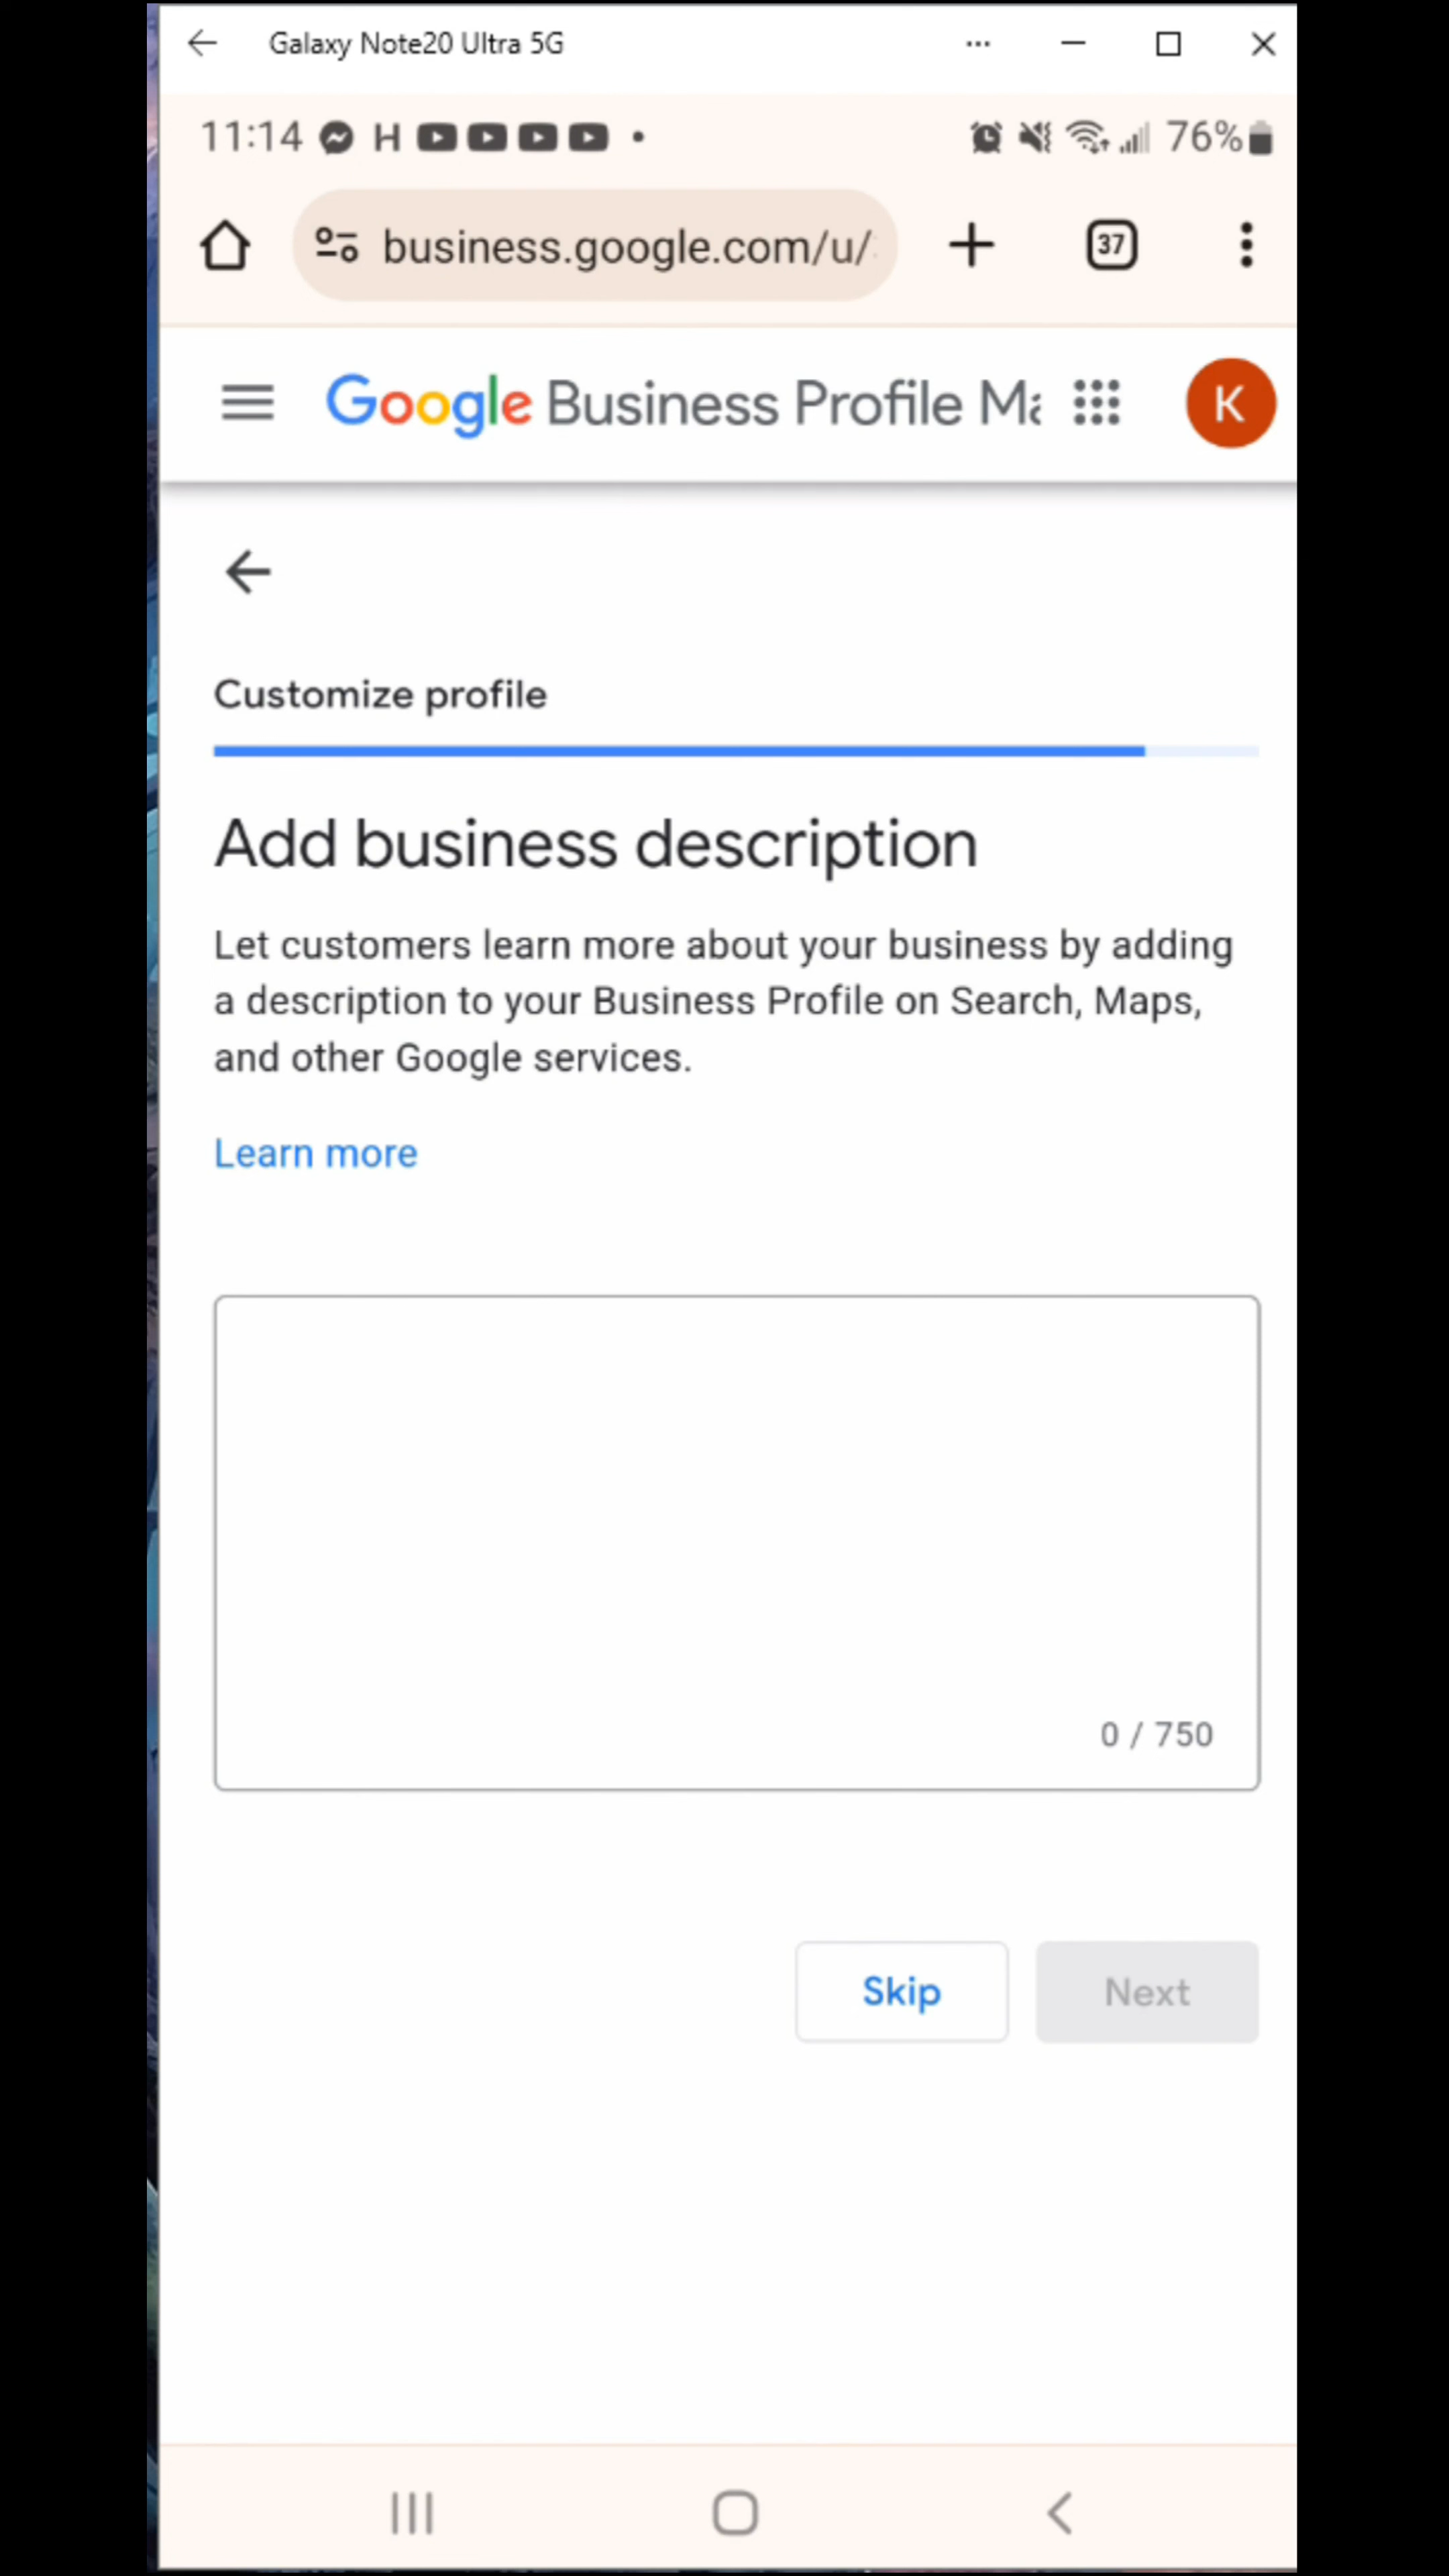 Galaxy Note20 Ultra 5G
11:14 H 76%
business.google.com/u/ 37
Google Business Profile Ma K
Customize profile
Add business description
Let customers learn more about your business by adding
a description to your Business Profile on Search, Maps,
and other Google services.
Learn more
0 / 750
Skip Next